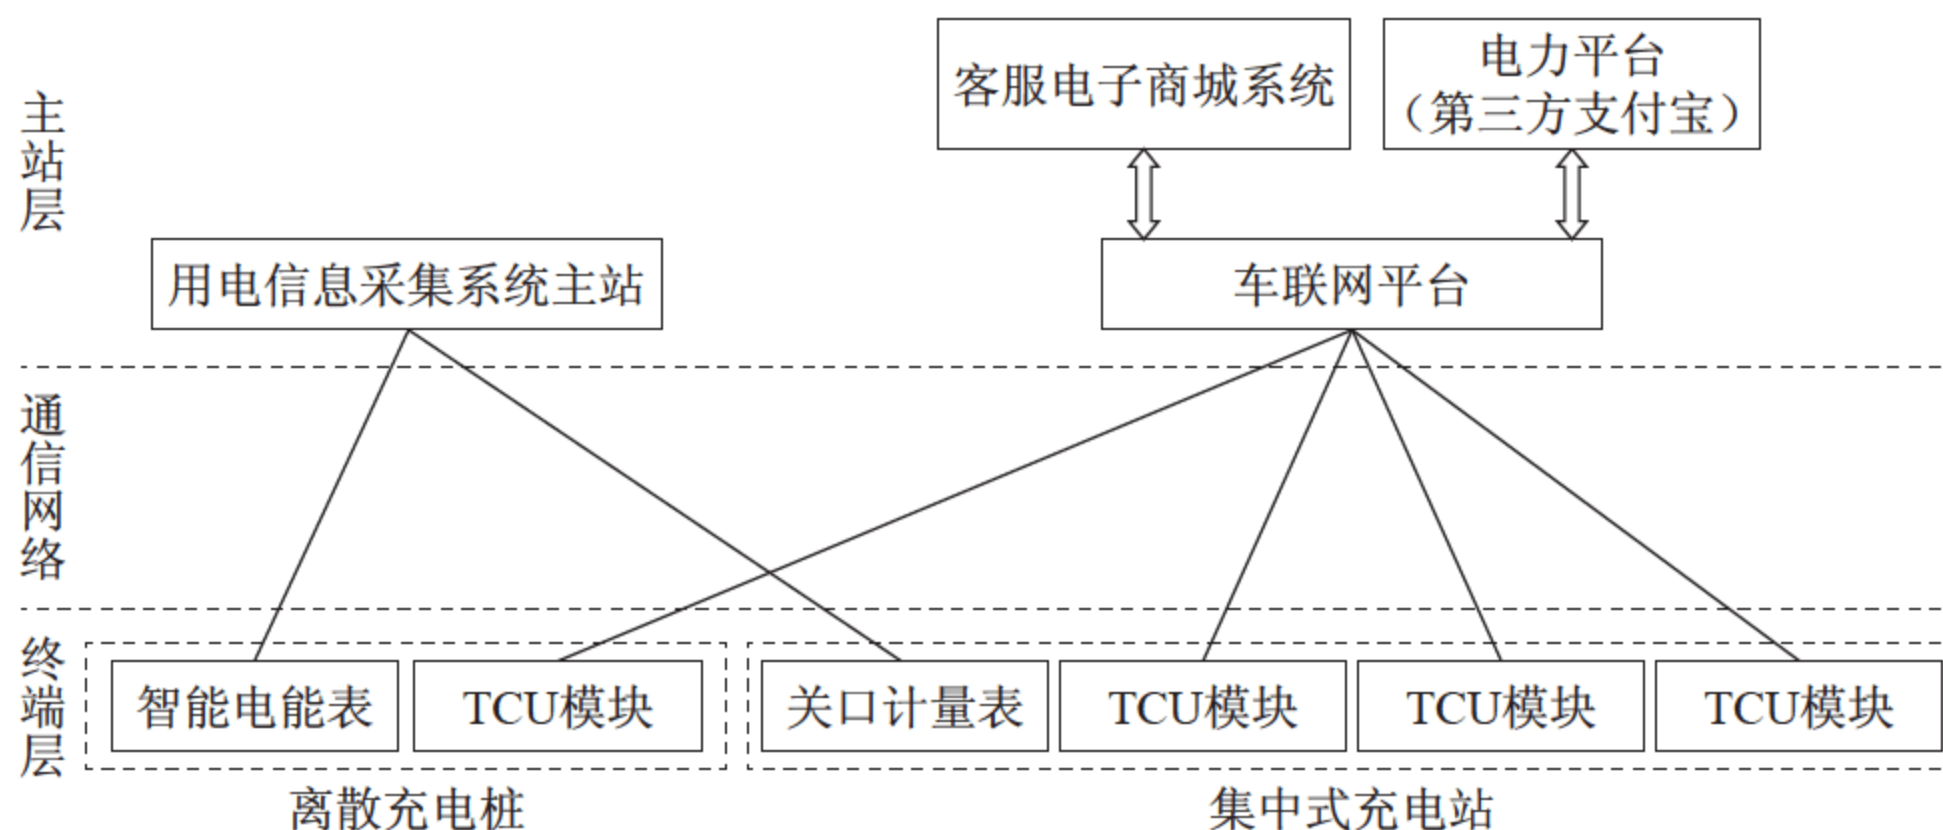 主站层
客服电子商城系统
电力平台
（第三方支付宝）
用电信息采集系统主站
车联网平台
通信网络
终端层
智能电能表
TCU模块
关口计量表
TCU模块
TCU模块
TCU模块
离散充电桩
集中式充电站